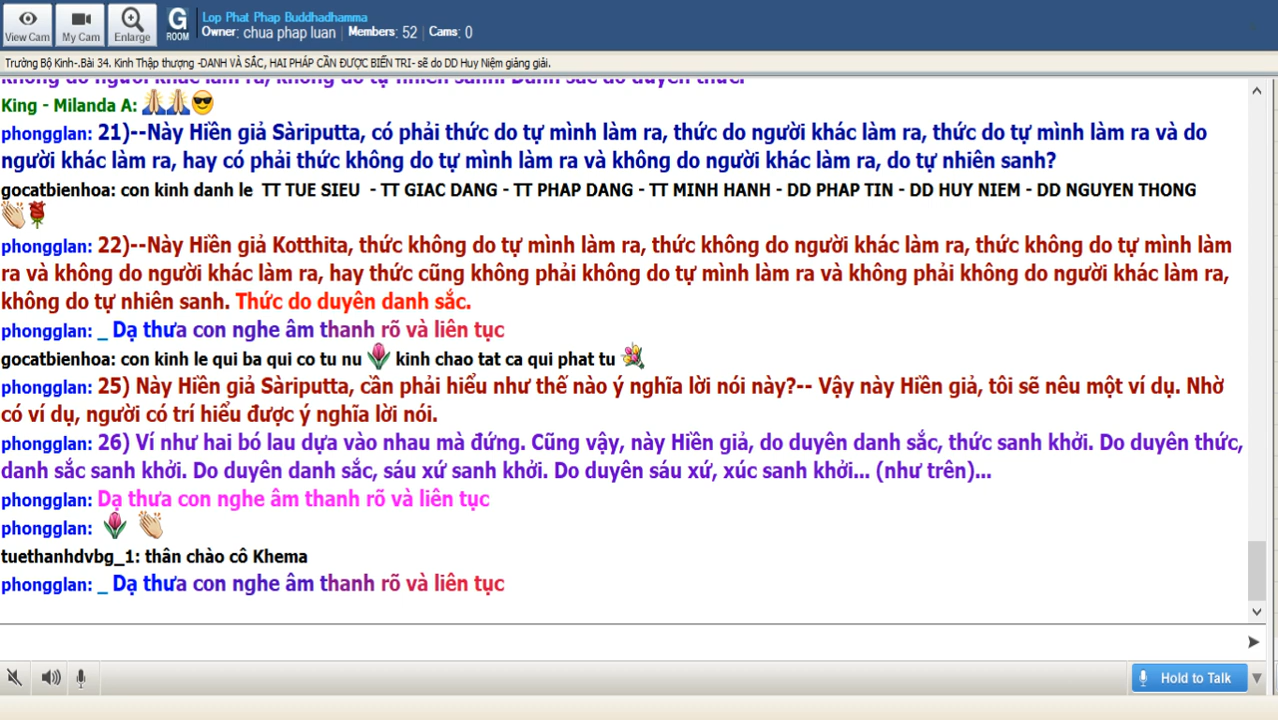 View Cam
My Cam
Enlarge
G
ROOM
Lop Phat Phap Buddhadhamma
Owner: chua phap luan | Members: 52 | Cams: 0
Trường Bộ Kinh-.Bài 34. Kinh Thập thượng -DANH VÀ SẮC, HAI PHÁP CẦN ĐƯỢC BIẾN TRI- sẽ do DD Huy Niệm giảng giải.
không do người khác làm ra, không do tự nhiên sanh. Danh sắc do duyên thức.
King - Milanda A:
phongglan: 21)--Này Hiền giả Sàriputta, có phải thức do tự mình làm ra, thức do người khác làm ra, thức do tự mình làm ra và do
người khác làm ra, hay có phải thức không do tự mình làm ra và không do người khác làm ra, do tự nhiên sanh?
gocatbienhoa: con kinh danh le TT TUE SIEU - TT GIAC DANG - TT PHAP DANG - TT MINH HANH - DD PHAP TIN - DD HUY NIEM - DD NGUYEN THONG
phongglan: 22)--Này Hiền giả Kotthita, thức không do tự mình làm ra, thức không do người khác làm ra, thức không do tự mình làm
ra và không do người khác làm ra, hay thức cũng không phải không do tự mình làm ra và không phải không do người khác làm ra,
không do tự nhiên sanh. Thức do duyên danh sắc.
phongglan: _ Dạ thưa con nghe âm thanh rõ và liên tục
gocatbienhoa: con kinh le qui ba qui co tu nu kinh chao tat ca qui phat tu
phongglan: 25) Này Hiền giả Sàriputta, cần phải hiểu như thế nào ý nghĩa lời nói này?-- Vậy này Hiền giả, tôi sẽ nêu một ví dụ. Nhờ
có ví dụ, người có trí hiểu được ý nghĩa lời nói.
phongglan: 26) Ví như hai bó lau dựa vào nhau mà đứng. Cũng vậy, này Hiền giả, do duyên danh sắc, thức sanh khởi. Do duyên thức,
danh sắc sanh khởi. Do duyên danh sắc, sáu xứ sanh khởi. Do duyên sáu xứ, xúc sanh khởi... (như trên)...
phongglan: Dạ thưa con nghe âm thanh rõ và liên tục
phongglan:
tuethanhdvbg_1: thân chào cô Khema
phongglan: _ Dạ thưa con nghe âm thanh rõ và liên tục
Hold to Talk